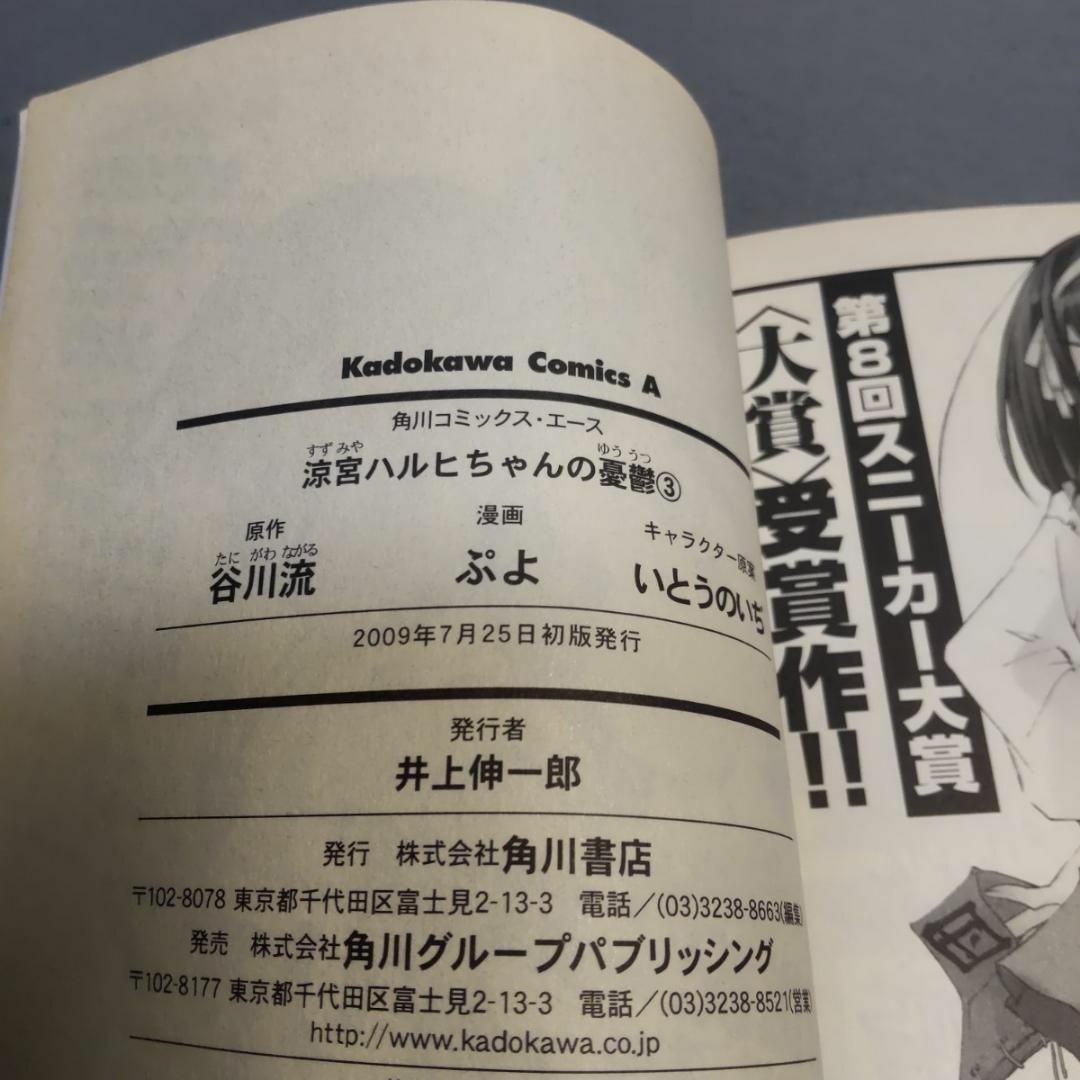 Kadokawa Comics A
角川コミックス・エース
すずみや ゆううつ
涼宮ハルヒちゃんの憂鬱③
原作 漫画 キャラクター原案
たに がわ ながる
谷川流 ぷよ いとうのいぢ
2009年7月25日初版発行
発行者
井上伸一郎
発行 株式会社角川書店
〒102-8078 東京都千代田区富士見2-13-3 電話／(03)3238-8663(編集)
発売 株式会社角川グループパブリッシング
〒102-8177 東京都千代田区富士見2-13-3 電話／(03)3238-8521(営業)
http://www.kadokawa.co.jp
第8回スニーカー大賞
〈大賞〉受賞作!!